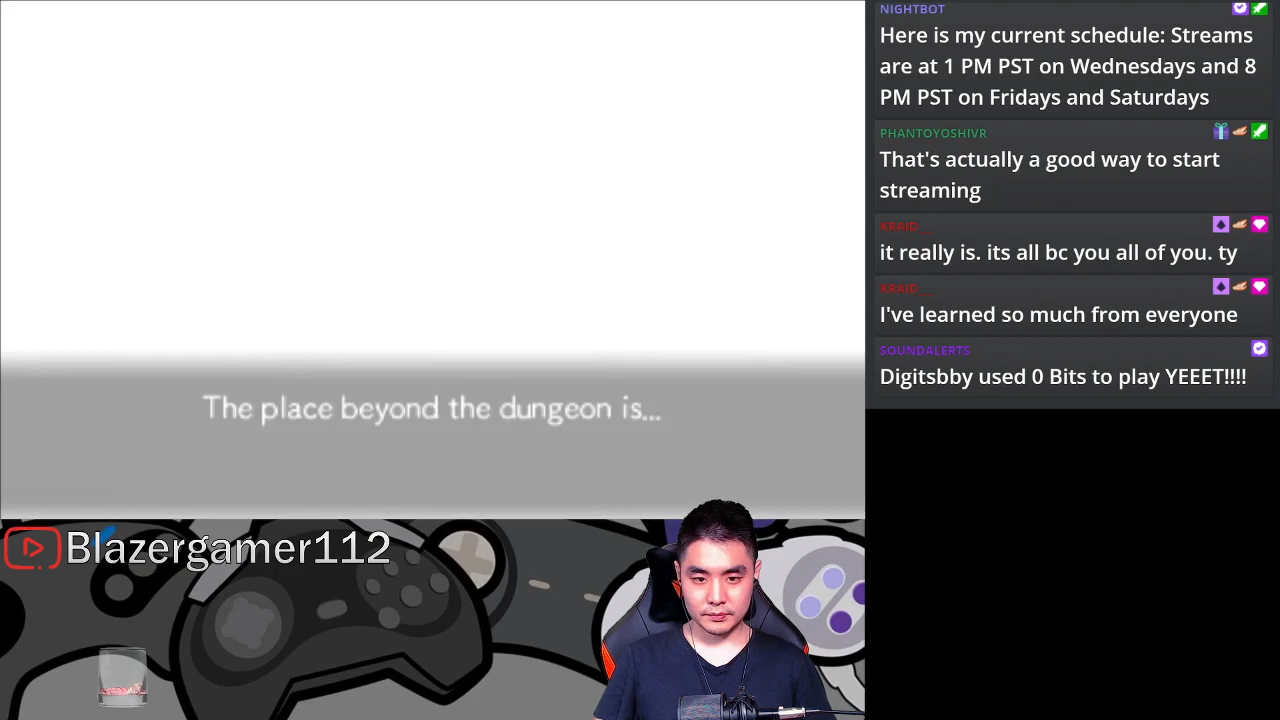 The place beyond the dungeon is...
Blazergamer112
NIGHTBOT
Here is my current schedule: Streams
are at 1 PM PST on Wednesdays and 8
PM PST on Fridays and Saturdays
PHANTOYOSHIVR
That's actually a good way to start
streaming
KRAID__
it really is. its all bc you all of you. ty
KRAID__
I've learned so much from everyone
SOUNDALERTS
Digitsbby used 0 Bits to play YEEET!!!!